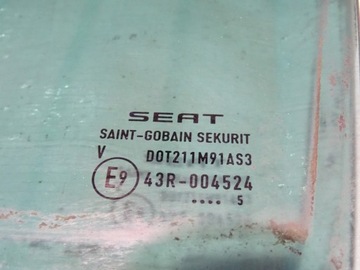 SEAT
SAINT-GOBAIN SEKURIT
V DOT211M91AS3
E9 43R-004524
.... 5